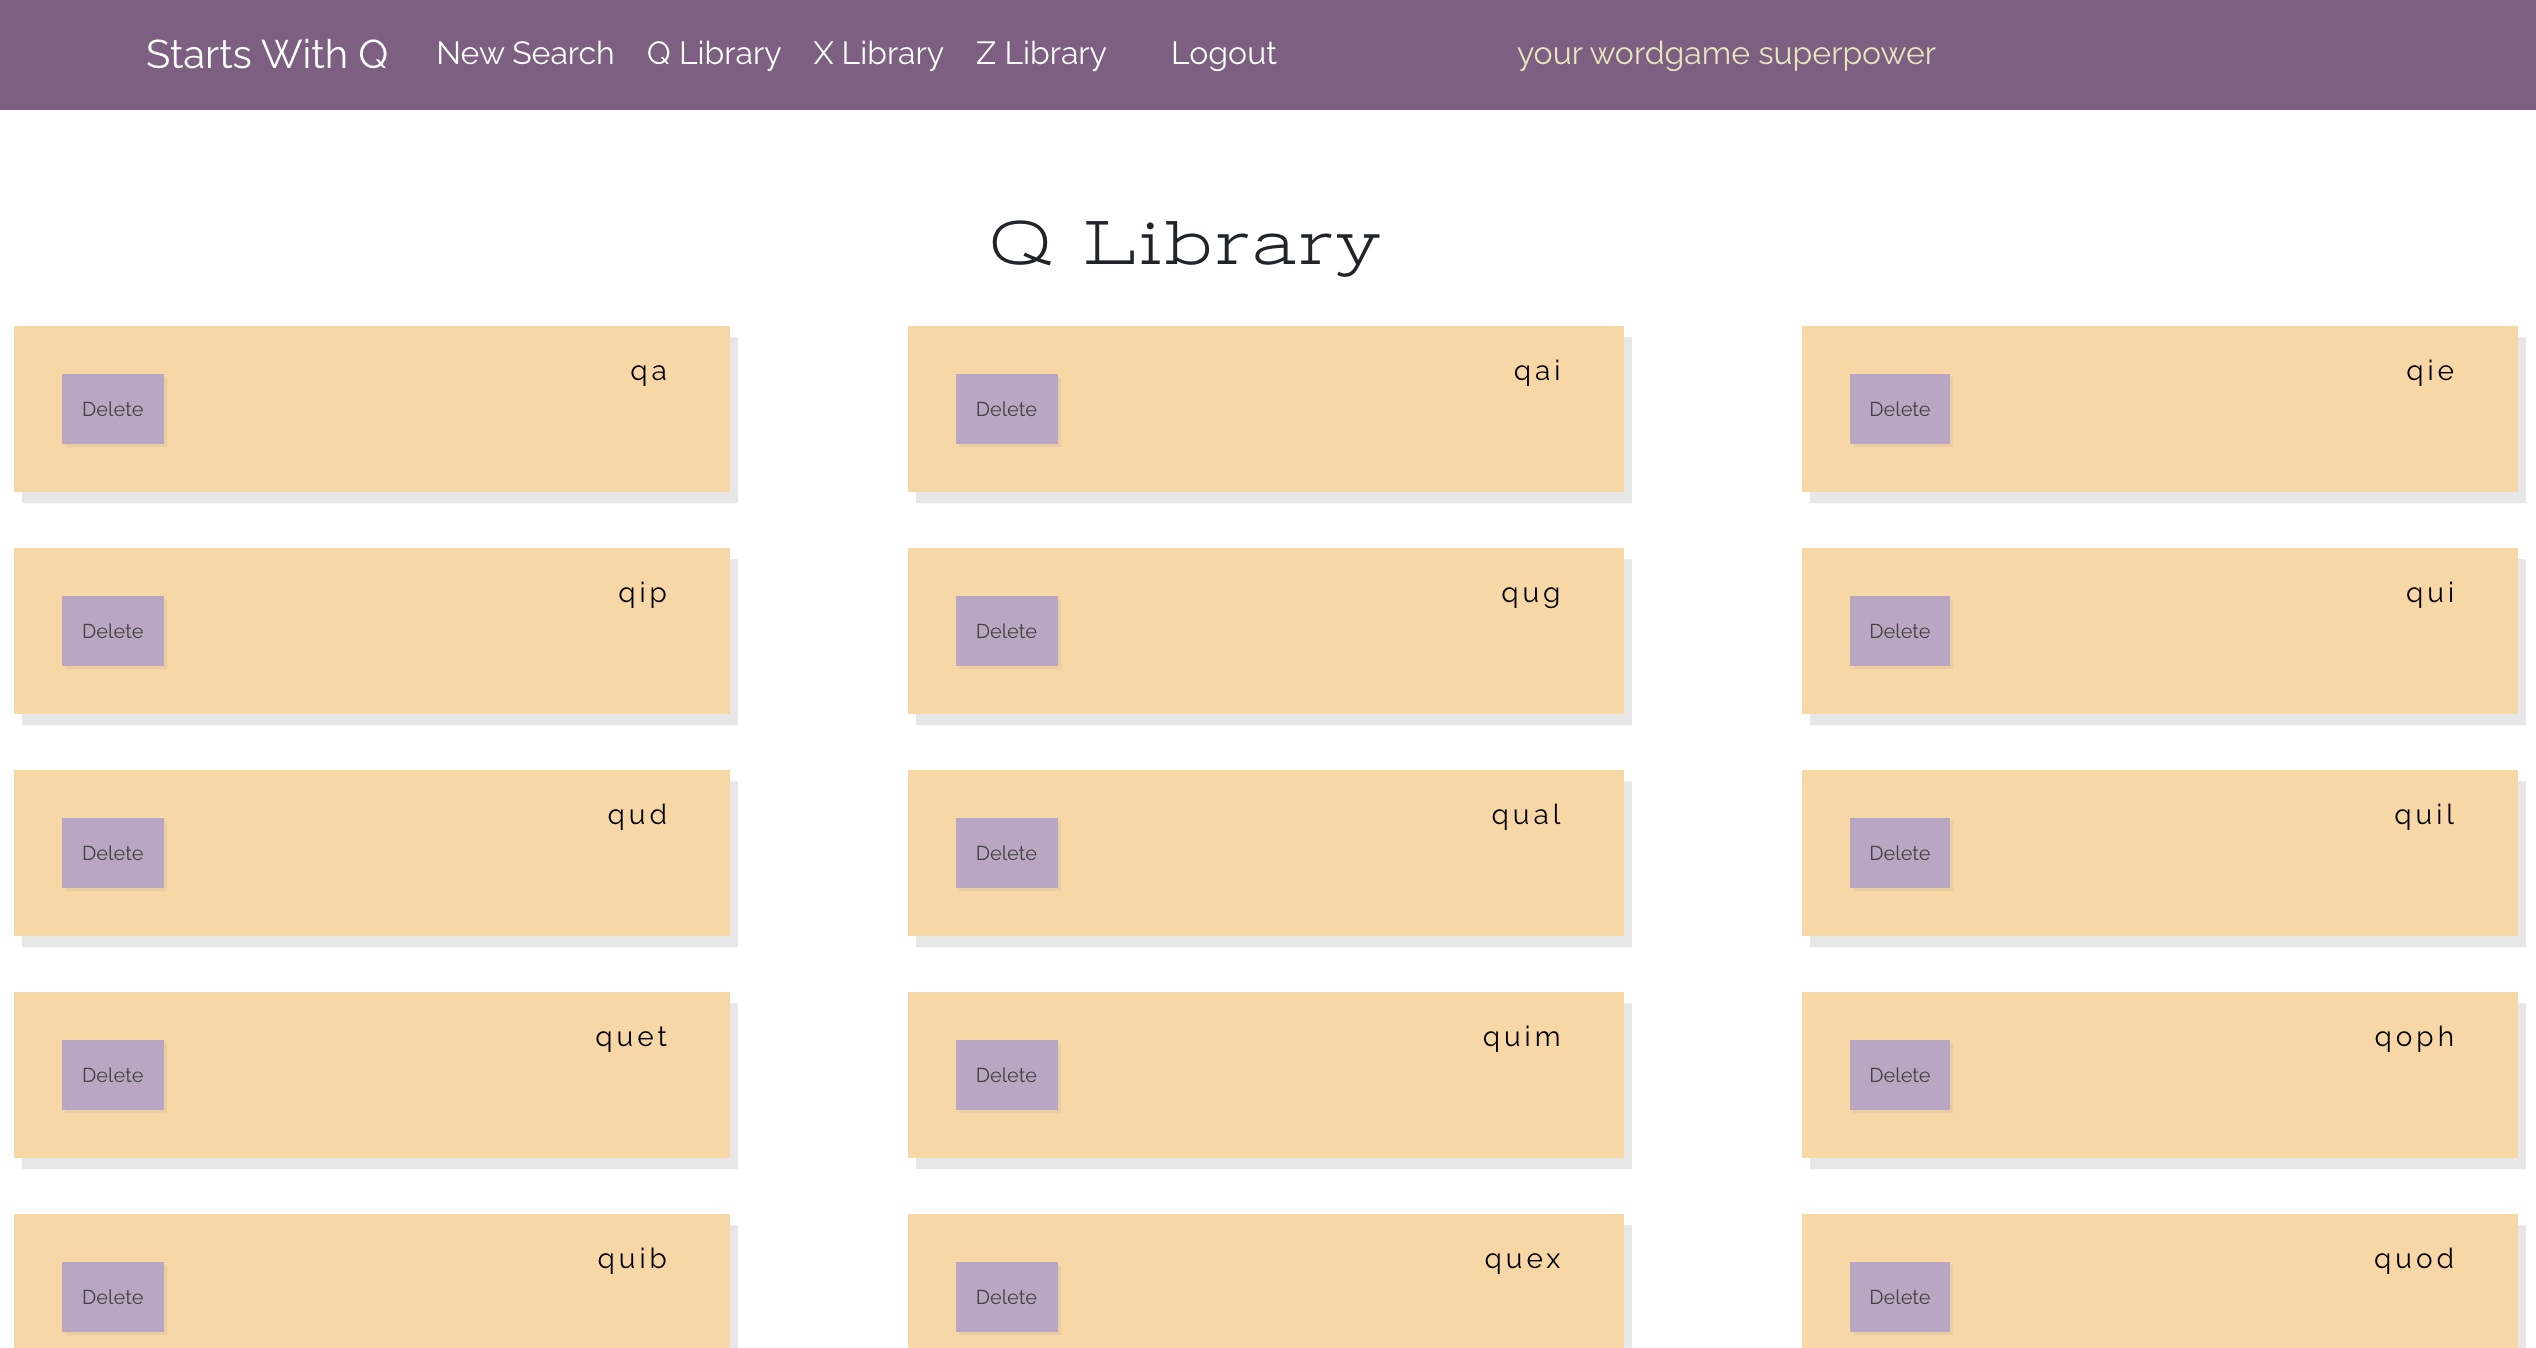 Starts With Q New Search Q Library X Library Z Library Logout your wordgame superpower
Q Library
qa qai qie
Delete Delete Delete
qip qug qui
Delete Delete Delete
qud qual quil
Delete Delete Delete
quet quim qoph
Delete Delete Delete
quib quex quod
Delete Delete Delete